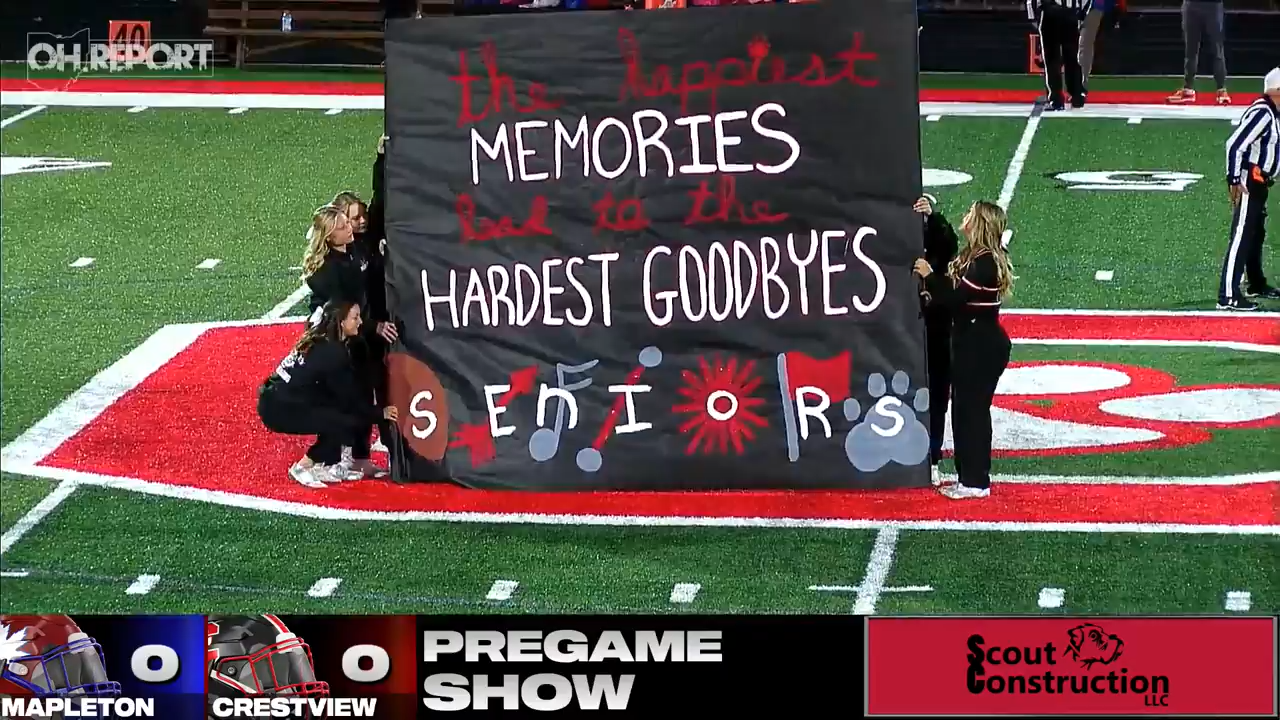 40
OH.REPORT
the happiest
MEMORIES
lead to the
HARDEST GOODBYES
SENIORS
0
MAPLETON
0
CRESTVIEW
PREGAME
SHOW
Scout
Construction
LLC